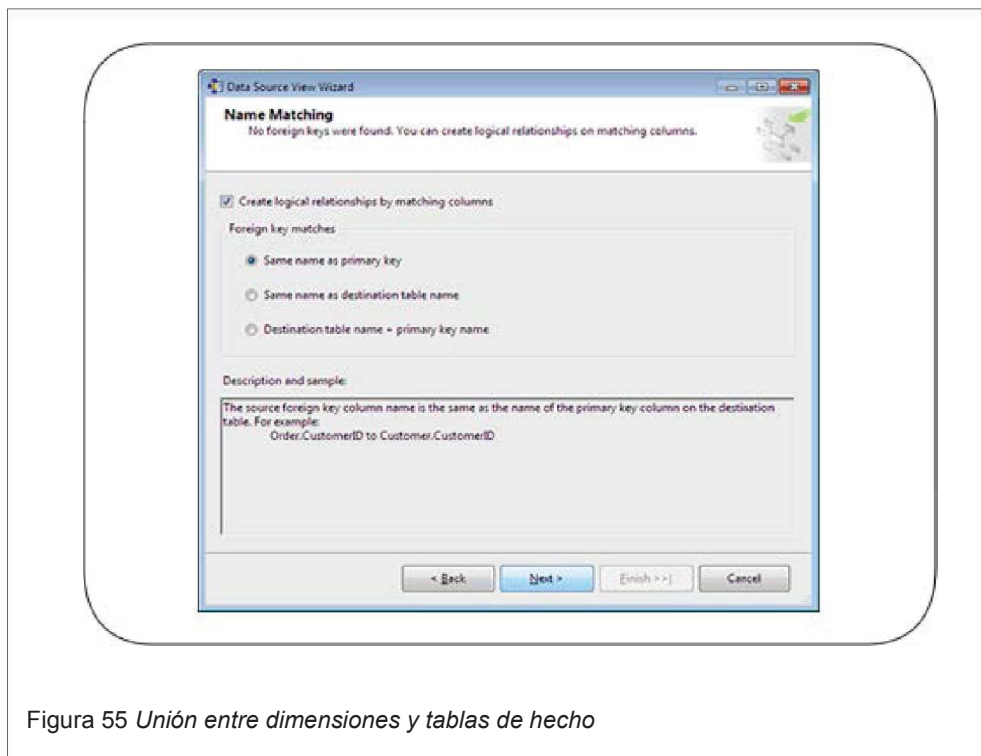 Data Source View Wizard
Name Matching
No foreign keys were found. You can create logical relationships on matching columns.
Create logical relationships by matching columns
Foreign key matches
Same name as primary key
Same name as destination table name
Destination table name + primary key name
Description and sample:
The source foreign key column name is the same as the name of the primary key column on the destination
table. For example:
Order.CustomerID to Customer.CustomerID
< Back
Next >
Finish >>|
Cancel
Figura 55 Unión entre dimensiones y tablas de hecho